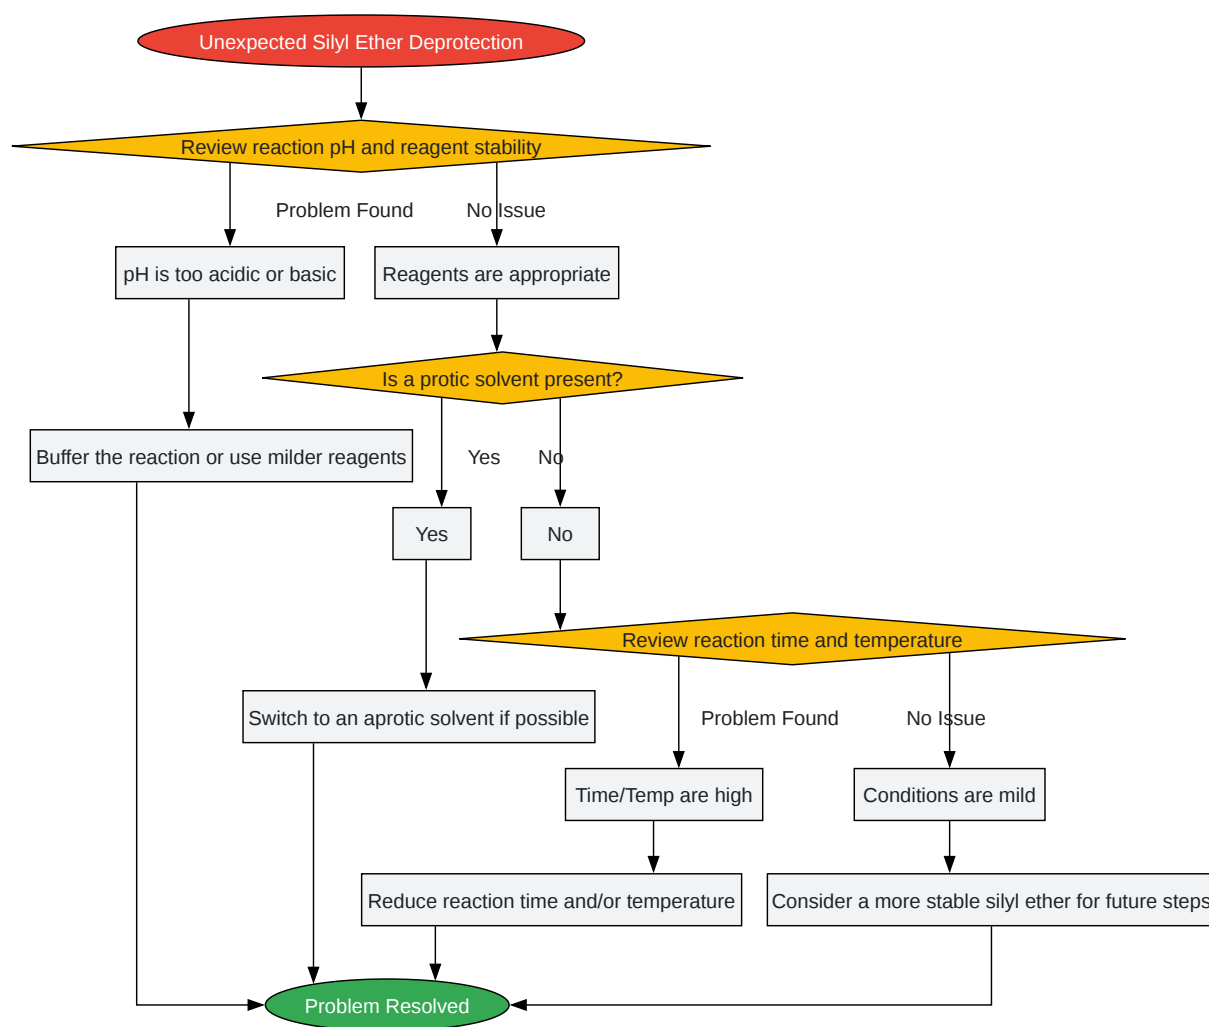 Unexpected Silyl Ether Deprotection
Review reaction pH and reagent stability
Problem Found
No Issue
pH is too acidic or basic
Reagents are appropriate
Is a protic solvent present?
Buffer the reaction or use milder reagents
Yes
No
Yes
No
Review reaction time and temperature
Switch to an aprotic solvent if possible
Problem Found
No Issue
Time/Temp are high
Conditions are mild
Reduce reaction time and/or temperature
Consider a more stable silyl ether for future steps
Problem Resolved